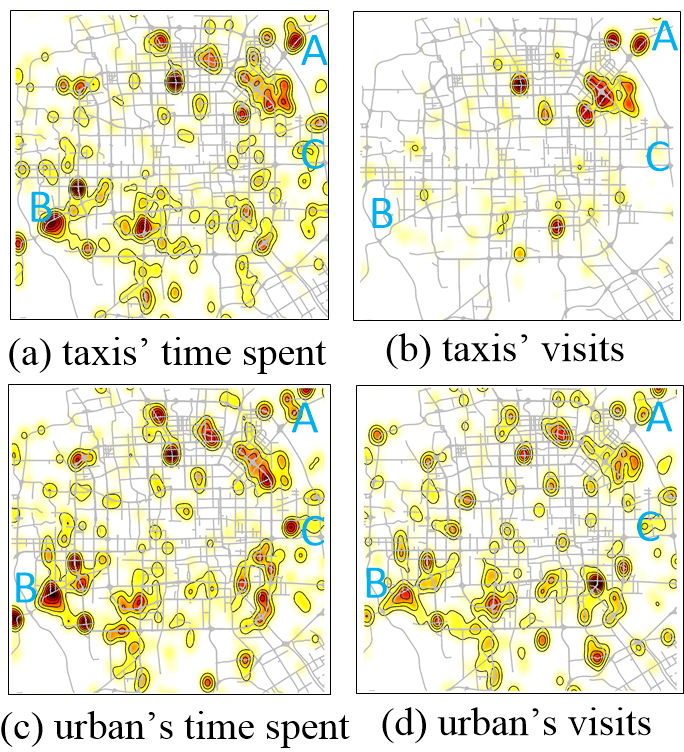 A
A
C
C
B
B
(a) taxis’ time spent
(b) taxis’ visits
A
A
C
C
B
B
(c) urban’s time spent
(d) urban’s visits